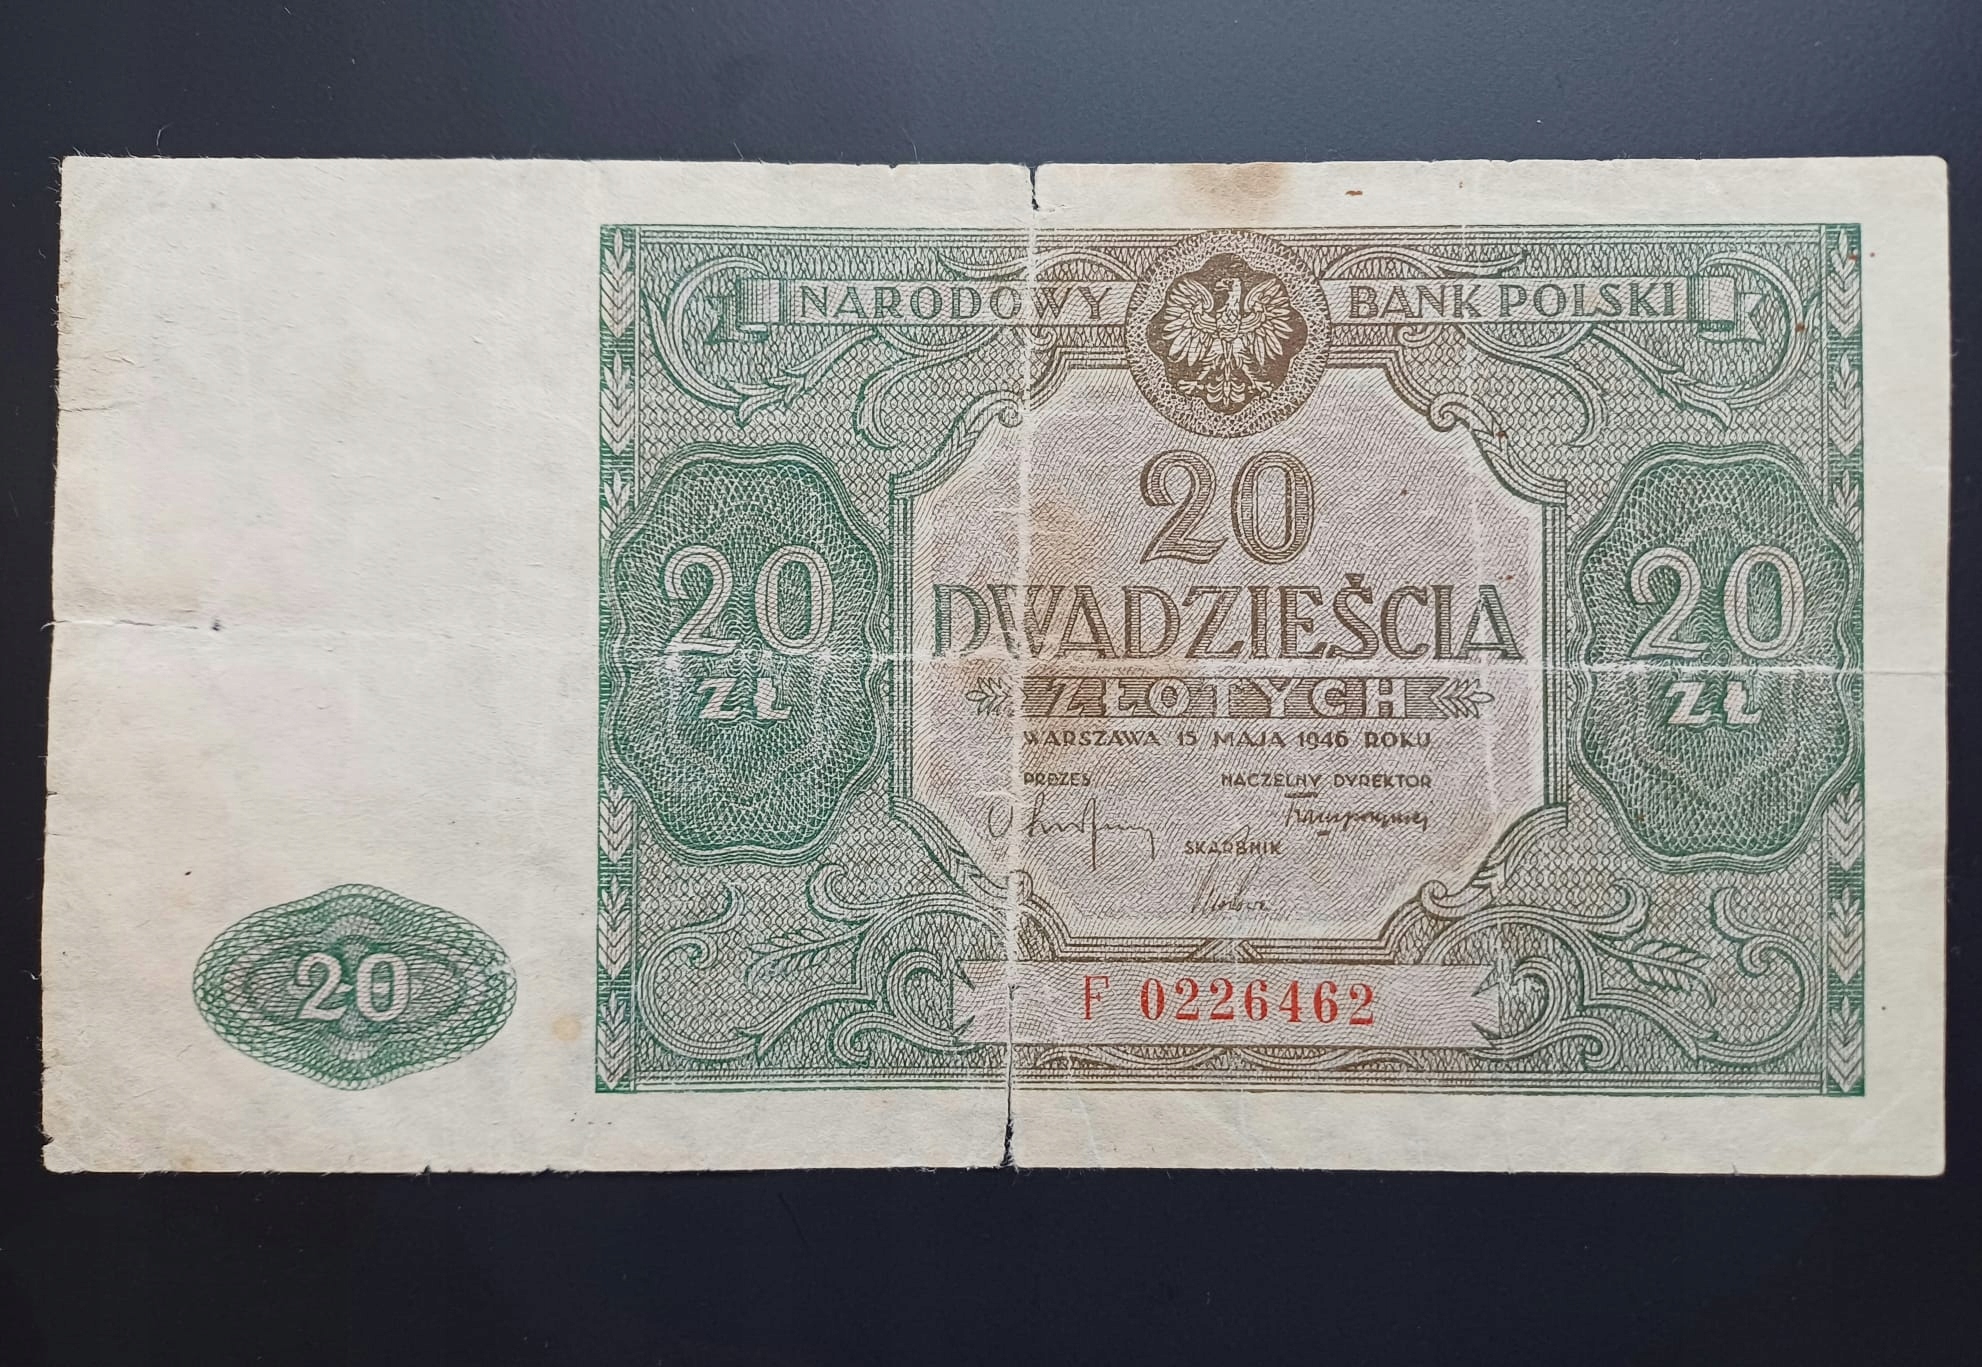 NARODOWY BANK POLSKI
20
20 ZŁ
20 ZŁ
DWADZIEŚCIA
ZŁOTYCH
WARSZAWA 15 MAJA 1946 ROKU
PREZES NACZELNY DYREKTOR
SKARBNIK
20
F 0226462